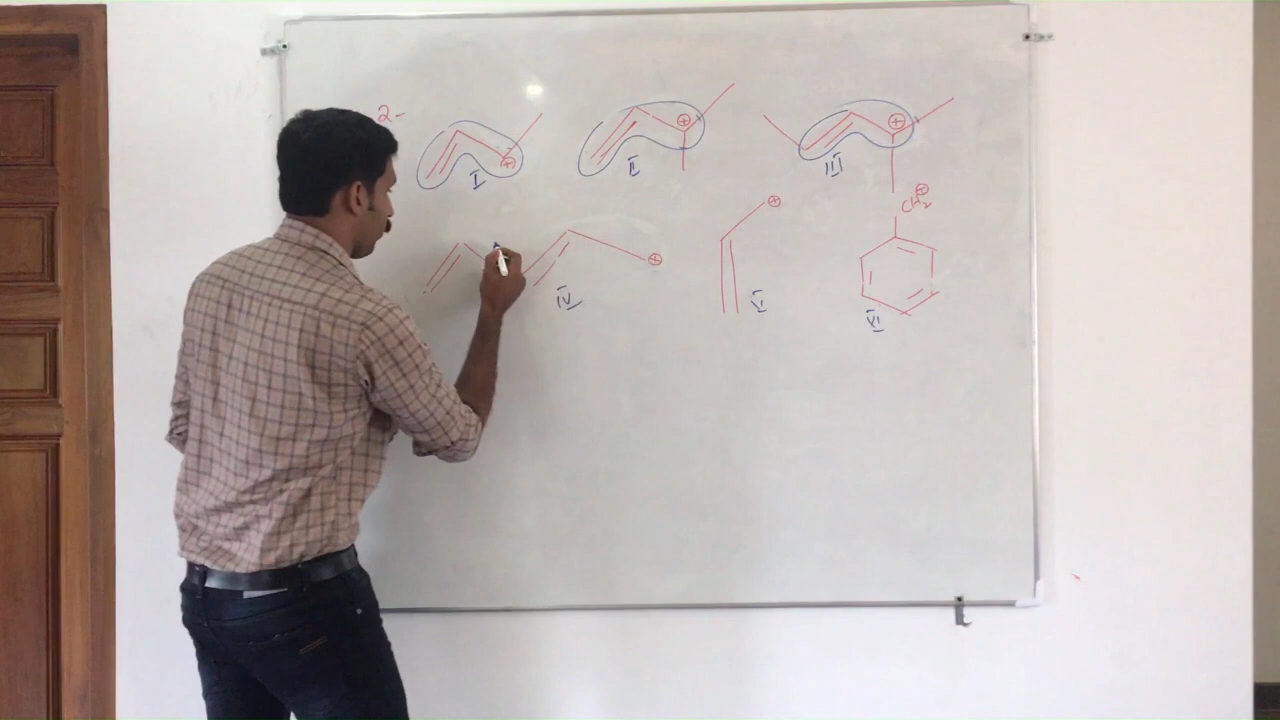 2-
⊕ ⊕ ⊕
I II III
CH2⊕
⊕ ⊕
IV V VI